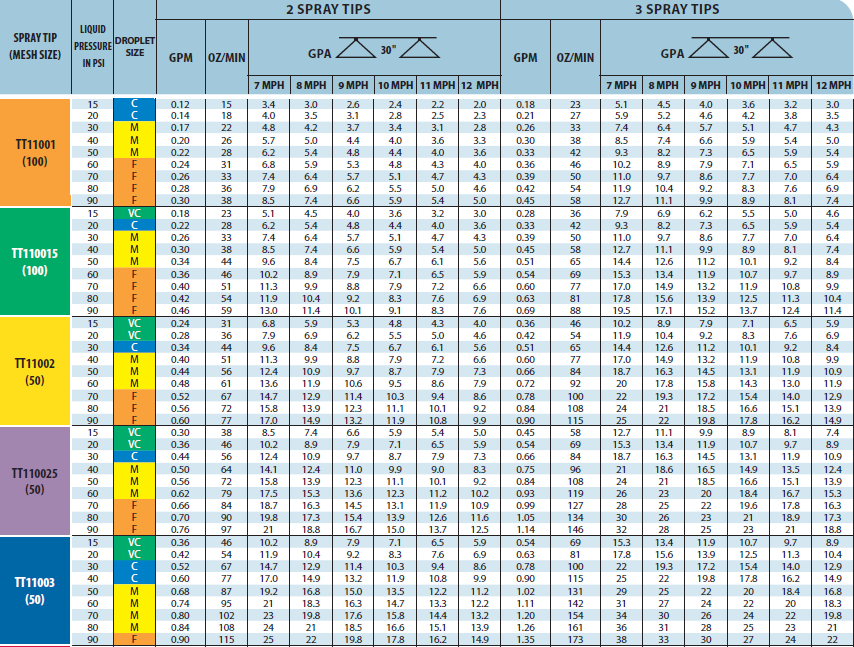 2 SPRAY TIPS 3 SPRAY TIPS
SPRAY TIP (MESH SIZE) LIQUID PRESSURE IN PSI DROPLET SIZE GPM OZ/MIN GPA 30" GPM OZ/MIN GPA 30"
7 MPH 8 MPH 9 MPH 10 MPH 11 MPH 12 MPH 7 MPH 8 MPH 9 MPH 10 MPH 11 MPH 12 MPH
TT11001 (100)
15 C 0.12 15 3.4 3.0 2.6 2.4 2.2 2.0 0.18 23 5.1 4.5 4.0 3.6 3.2 3.0
20 C 0.14 18 4.0 3.5 3.1 2.8 2.5 2.3 0.21 27 5.9 5.2 4.6 4.2 3.8 3.5
30 M 0.17 22 4.8 4.2 3.7 3.4 3.1 2.8 0.26 33 7.4 6.4 5.7 5.1 4.7 4.3
40 M 0.20 26 5.7 5.0 4.4 4.0 3.6 3.3 0.30 38 8.5 7.4 6.6 5.9 5.4 5.0
50 M 0.22 28 6.2 5.4 4.8 4.4 4.0 3.6 0.33 42 9.3 8.2 7.3 6.5 5.9 5.4
60 F 0.24 31 6.8 5.9 5.3 4.8 4.3 4.0 0.36 46 10.2 8.9 7.9 7.1 6.5 5.9
70 F 0.26 33 7.4 6.4 5.7 5.1 4.7 4.3 0.39 50 11.0 9.7 8.6 7.7 7.0 6.4
80 F 0.28 36 7.9 6.9 6.2 5.5 5.0 4.6 0.42 54 11.9 10.4 9.2 8.3 7.6 6.9
90 F 0.30 38 8.5 7.4 6.6 5.9 5.4 5.0 0.45 58 12.7 11.1 9.9 8.9 8.1 7.4
TT110015 (100)
15 VC 0.18 23 5.1 4.5 4.0 3.6 3.2 3.0 0.28 36 7.9 6.9 6.2 5.5 5.0 4.6
20 C 0.22 28 6.2 5.4 4.8 4.4 4.0 3.6 0.33 42 9.3 8.2 7.3 6.5 5.9 5.4
30 M 0.26 33 7.4 6.4 5.7 5.1 4.7 4.3 0.39 50 11.0 9.7 8.6 7.7 7.0 6.4
40 M 0.30 38 8.5 7.4 6.6 5.9 5.4 5.0 0.45 58 12.7 11.1 9.9 8.9 8.1 7.4
50 M 0.34 44 9.6 8.4 7.5 6.7 6.1 5.6 0.51 65 14.4 12.6 11.2 10.1 9.2 8.4
60 F 0.36 46 10.2 8.9 7.9 7.1 6.5 5.9 0.54 69 15.3 13.4 11.9 10.7 9.7 8.9
70 F 0.40 51 11.3 9.9 8.8 7.9 7.2 6.6 0.60 77 17.0 14.9 13.2 11.9 10.8 9.9
80 F 0.42 54 11.9 10.4 9.2 8.3 7.6 6.9 0.63 81 17.8 15.6 13.9 12.5 11.3 10.4
90 F 0.46 59 13.0 11.4 10.1 9.1 8.3 7.6 0.69 88 19.5 17.1 15.2 13.7 12.4 11.4
TT11002 (50)
15 VC 0.24 31 6.8 5.9 5.3 4.8 4.3 4.0 0.36 46 10.2 8.9 7.9 7.1 6.5 5.9
20 VC 0.28 36 7.9 6.9 6.2 5.5 5.0 4.6 0.42 54 11.9 10.4 9.2 8.3 7.6 6.9
30 C 0.34 44 9.6 8.4 7.5 6.7 6.1 5.6 0.51 65 14.4 12.6 11.2 10.1 9.2 8.4
40 M 0.40 51 11.3 9.9 8.8 7.9 7.2 6.6 0.60 77 17.0 14.9 13.2 11.9 10.8 9.9
50 M 0.44 56 12.4 10.9 9.7 8.7 7.9 7.3 0.66 84 18.7 16.3 14.5 13.1 11.9 10.9
60 M 0.48 61 13.6 11.9 10.6 9.5 8.6 7.9 0.72 92 20 17.8 15.8 14.3 13.0 11.9
70 F 0.52 67 14.7 12.9 11.4 10.3 9.4 8.6 0.78 100 22 19.3 17.2 15.4 14.0 12.9
80 F 0.56 72 15.8 13.9 12.3 11.1 10.1 9.2 0.84 108 24 21 18.5 16.6 15.1 13.9
90 F 0.60 77 17.0 14.9 13.2 11.9 10.8 9.9 0.90 115 25 22 19.8 17.8 16.2 14.9
TT110025 (50)
15 VC 0.30 38 8.5 7.4 6.6 5.9 5.4 5.0 0.45 58 12.7 11.1 9.9 8.9 8.1 7.4
20 VC 0.36 46 10.2 8.9 7.9 7.1 6.5 5.9 0.54 69 15.3 13.4 11.9 10.7 9.7 8.9
30 C 0.44 56 12.4 10.9 9.7 8.7 7.9 7.3 0.66 84 18.7 16.3 14.5 13.1 11.9 10.9
40 M 0.50 64 14.1 12.4 11.0 9.9 9.0 8.3 0.75 96 21 18.6 16.5 14.9 13.5 12.4
50 M 0.56 72 15.8 13.9 12.3 11.1 10.1 9.2 0.84 108 24 21 18.5 16.6 15.1 13.9
60 M 0.62 79 17.5 15.3 13.6 12.3 11.2 10.2 0.93 119 26 23 20 18.4 16.7 15.3
70 F 0.66 84 18.7 16.3 14.5 13.1 11.9 10.9 0.99 127 28 25 22 19.6 17.8 16.3
80 F 0.70 90 19.8 17.3 15.4 13.9 12.6 11.6 1.05 134 30 26 23 21 18.9 17.3
90 F 0.76 97 21 18.8 16.7 15.0 13.7 12.5 1.14 146 32 28 25 23 21 18.8
TT11003 (50)
15 VC 0.36 46 10.2 8.9 7.9 7.1 6.5 5.9 0.54 69 15.3 13.4 11.9 10.7 9.7 8.9
20 VC 0.42 54 11.9 10.4 9.2 8.3 7.6 6.9 0.63 81 17.8 15.6 13.9 12.5 11.3 10.4
30 C 0.52 67 14.7 12.9 11.4 10.3 9.4 8.6 0.78 100 22 19.3 17.2 15.4 14.0 12.9
40 C 0.60 77 17.0 14.9 13.2 11.9 10.8 9.9 0.90 115 25 22 19.8 17.8 16.2 14.9
50 M 0.68 87 19.2 16.8 15.0 13.5 12.2 11.2 1.02 131 29 25 22 20 18.4 16.8
60 M 0.74 95 21 18.3 16.3 14.7 13.3 12.2 1.11 142 31 27 24 22 20 18.3
70 M 0.80 102 23 19.8 17.6 15.8 14.4 13.2 1.20 154 34 30 26 24 22 19.8
80 M 0.84 108 24 21 18.5 16.6 15.1 13.9 1.26 161 36 31 28 25 23 21
90 F 0.90 115 25 22 19.8 17.8 16.2 14.9 1.35 173 38 33 30 27 24 22